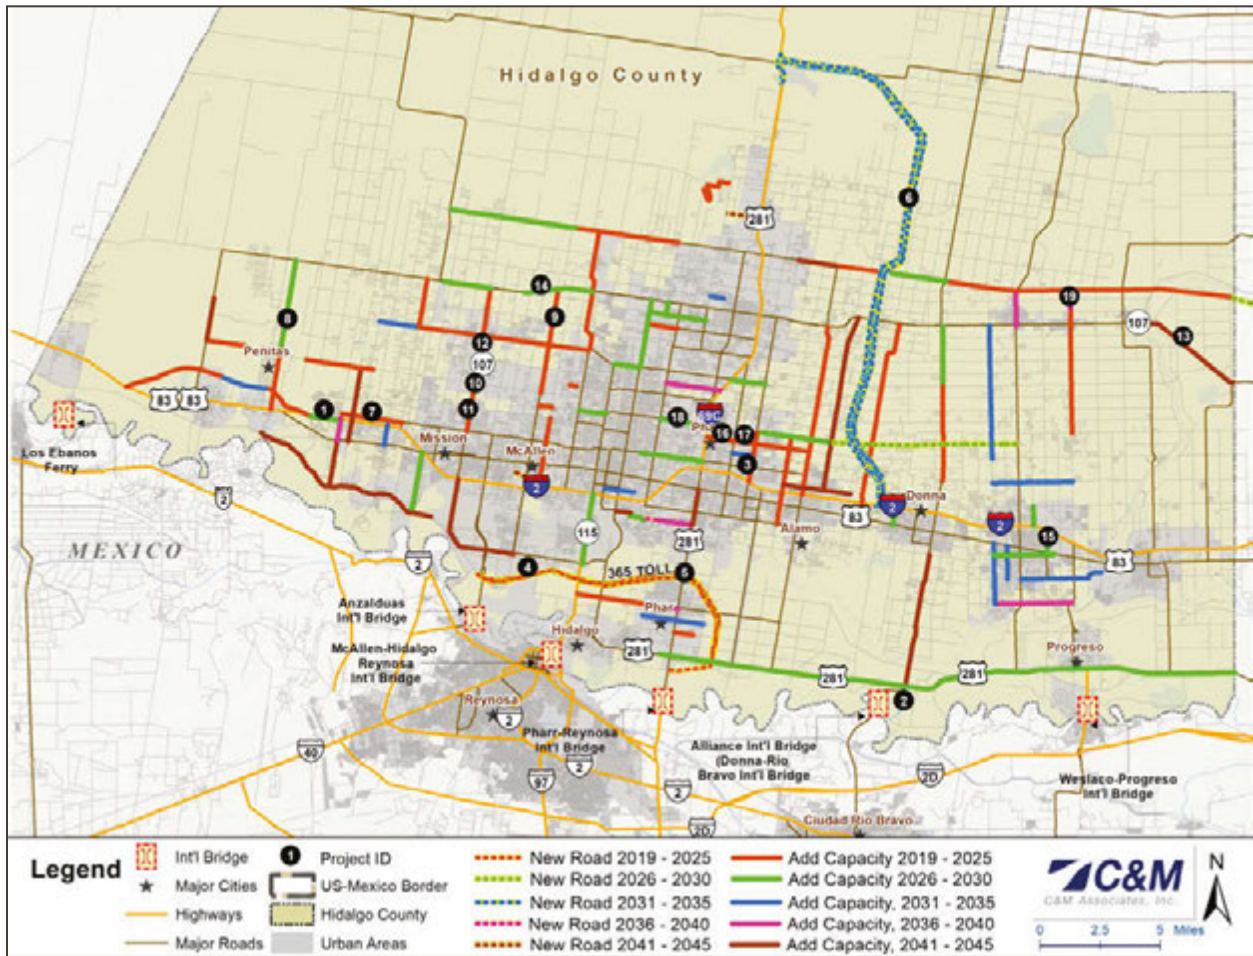 Hidalgo County
6
281
14
19
8
9
107
13
12
Penitas
107
10
83
83
1
7
11
18
16
17
Mission
McAllen
3
Los Ebanos
Ferry
2
2
83
2
Donna
2
MEXICO
115
281
Alamo
15
83
2
4
365 TOLL
5
Anzalduas
Int'l Bridge
Hidalgo
McAllen-Hidalgo
Reynosa
Int'l Bridge
281
Progreso
281
281
2
Reynosa
2
40
Pharr-Reynosa
Int'l Bridge
2
97
2
Alliance Int'l Bridge
(Donna-Rio
Bravo Int'l Bridge
2D
Weslaco-Progreso
Int'l Bridge
2D
Ciudad Rio Bravo
Legend
Int'l Bridge
Major Cities
Highways
Major Roads
1 Project ID
US-Mexico Border
Hidalgo County
Urban Areas
New Road 2019 - 2025
New Road 2026 - 2030
New Road 2031 - 2035
New Road 2036 - 2040
New Road 2041 - 2045
Add Capacity 2019 - 2025
Add Capacity 2026 - 2030
Add Capacity, 2031 - 2035
Add Capacity, 2036 - 2040
Add Capacity, 2041 - 2045
C&M
C&M Associates, Inc.
N
0 2.5 5 Miles